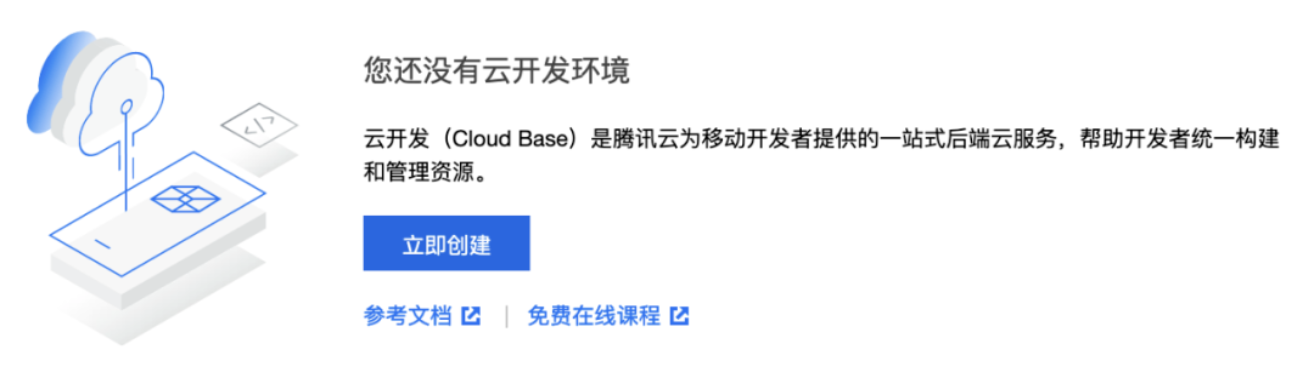 您还没有云开发环境
</>
云开发（Cloud Base）是腾讯云为移动开发者提供的一站式后端云服务，帮助开发者统一构建
和管理资源。
立即创建
参考文档 | 免费在线课程